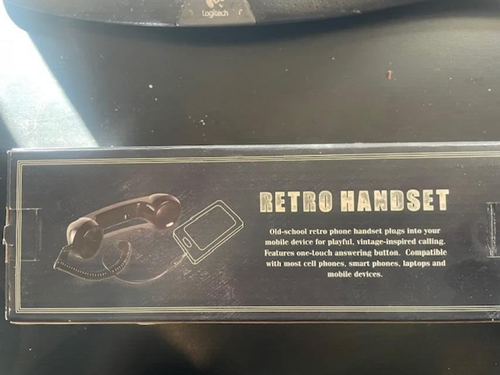 Logitech
RETRO HANDSET
Old-school retro phone handset plugs into your
mobile device for playful, vintage-inspired calling.
Features one-touch answering button. Compatible
with most cell phones, smart phones, laptops and
mobile devices.